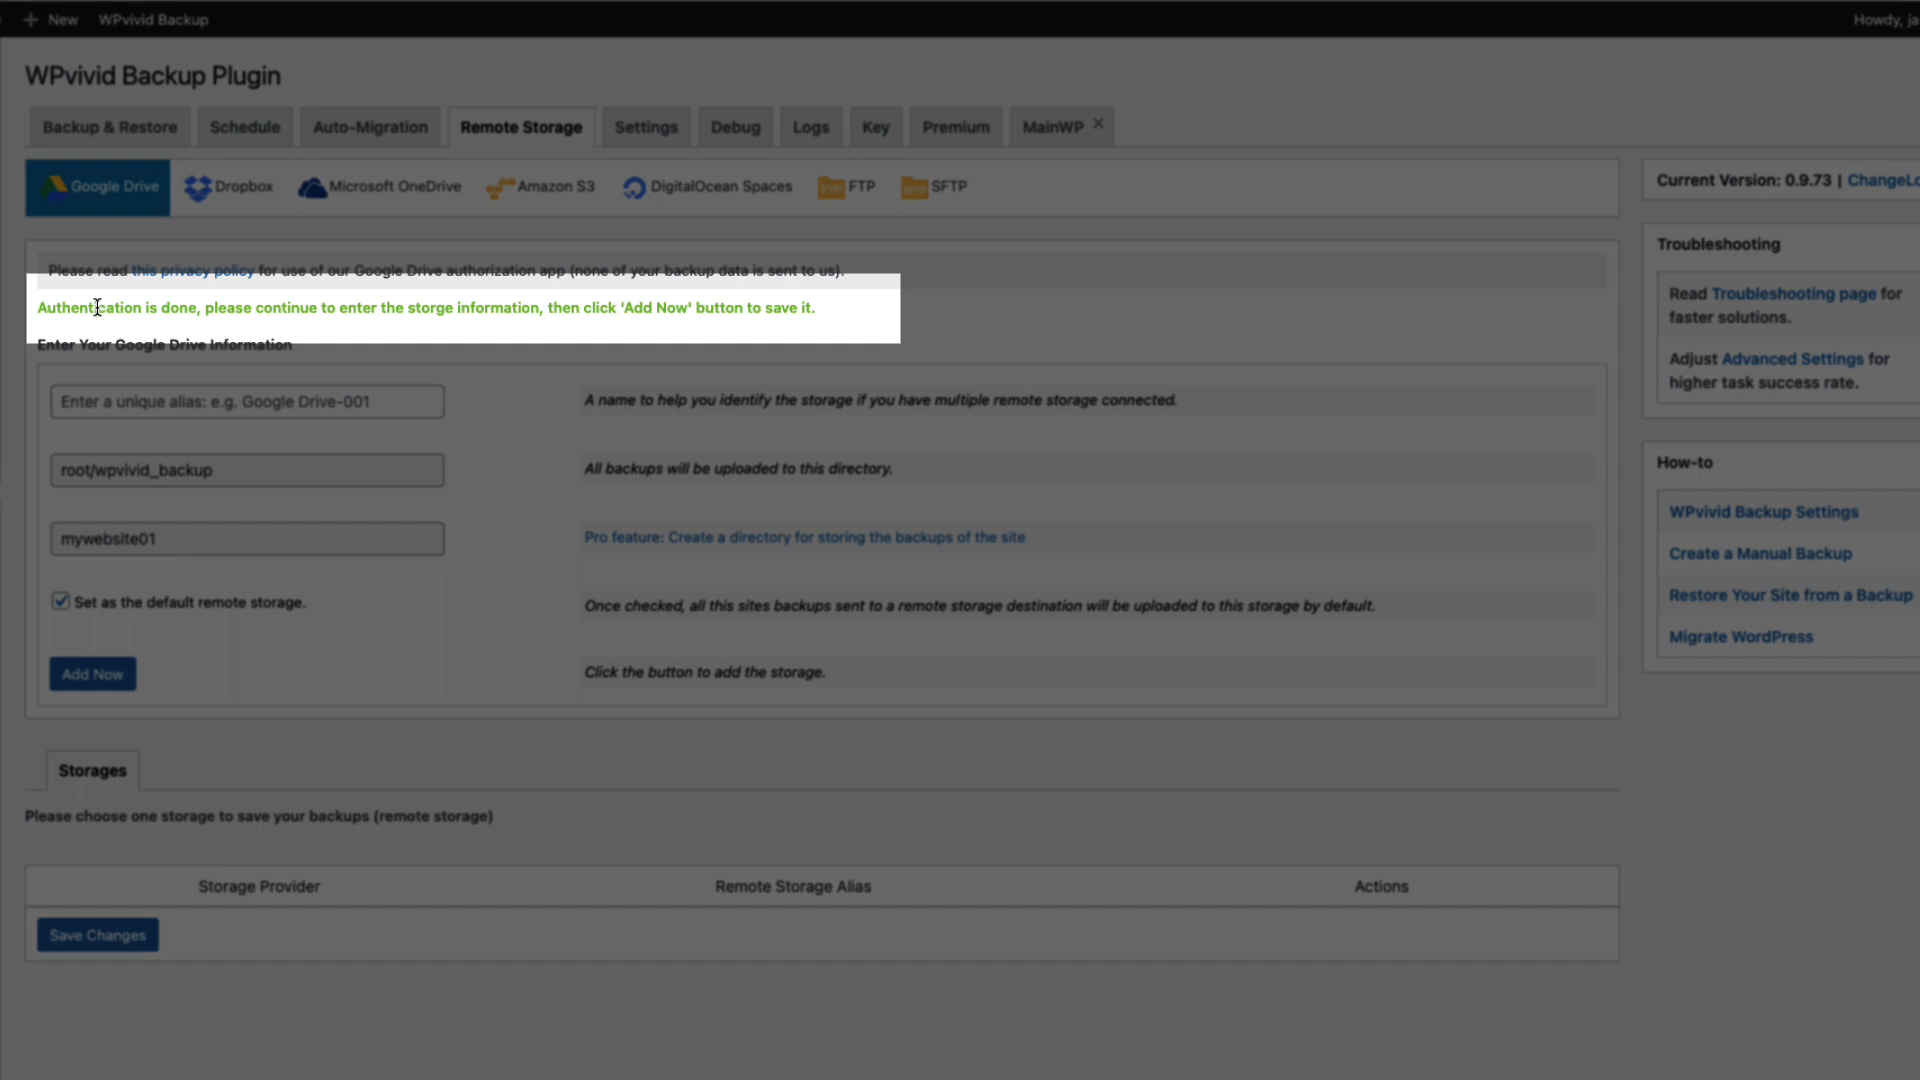 New WPvivid Backup Howdy, ja
WPvivid Backup Plugin
Backup & Restore Schedule Auto-Migration Remote Storage Settings Debug Logs Key Premium MainWP ×
Google Drive Dropbox Microsoft OneDrive Amazon S3 DigitalOcean Spaces FTP FTP SFTP SFTP
Current Version: 0.9.73 | ChangeLo
Please read this privacy policy for use of our Google Drive authorization app (none of your backup data is sent to us).
Authentication is done, please continue to enter the storge information, then click 'Add Now' button to save it.
Enter Your Google Drive Information
Enter a unique alias: e.g. Google Drive-001
A name to help you identify the storage if you have multiple remote storage connected.
root/wpvivid_backup
All backups will be uploaded to this directory.
mywebsite01
Pro feature: Create a directory for storing the backups of the site
Set as the default remote storage.
Once checked, all this sites backups sent to a remote storage destination will be uploaded to this storage by default.
Add Now
Click the button to add the storage.
Troubleshooting
Read Troubleshooting page for
faster solutions.
Adjust Advanced Settings for
higher task success rate.
How-to
WPvivid Backup Settings
Create a Manual Backup
Restore Your Site from a Backup
Migrate WordPress
Storages
Please choose one storage to save your backups (remote storage)
Storage Provider Remote Storage Alias Actions
Save Changes